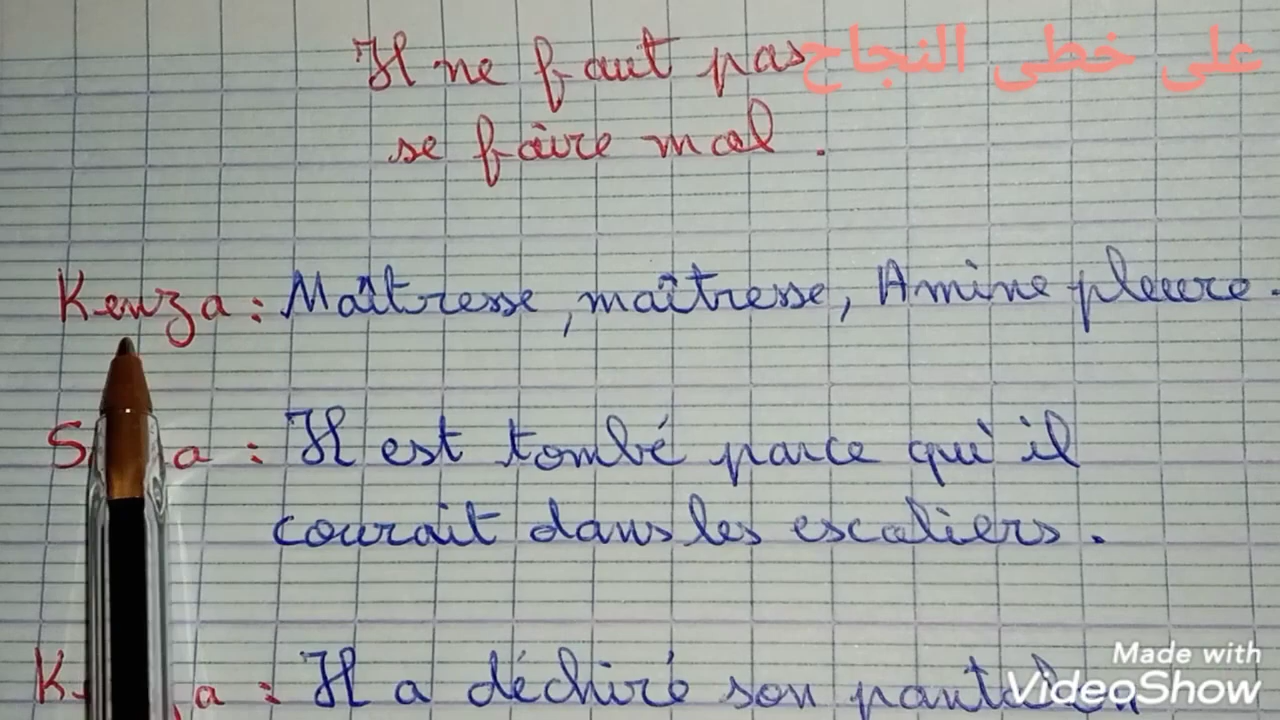 Il ne faut pas
على خطى النجاح
se faire mal.
Kenza : Maîtresse, maîtresse, Amine pleure.
Il est tombé parce qu'il
courait dans les escaliers.
Il a déchiré son
Made with
VideoShow